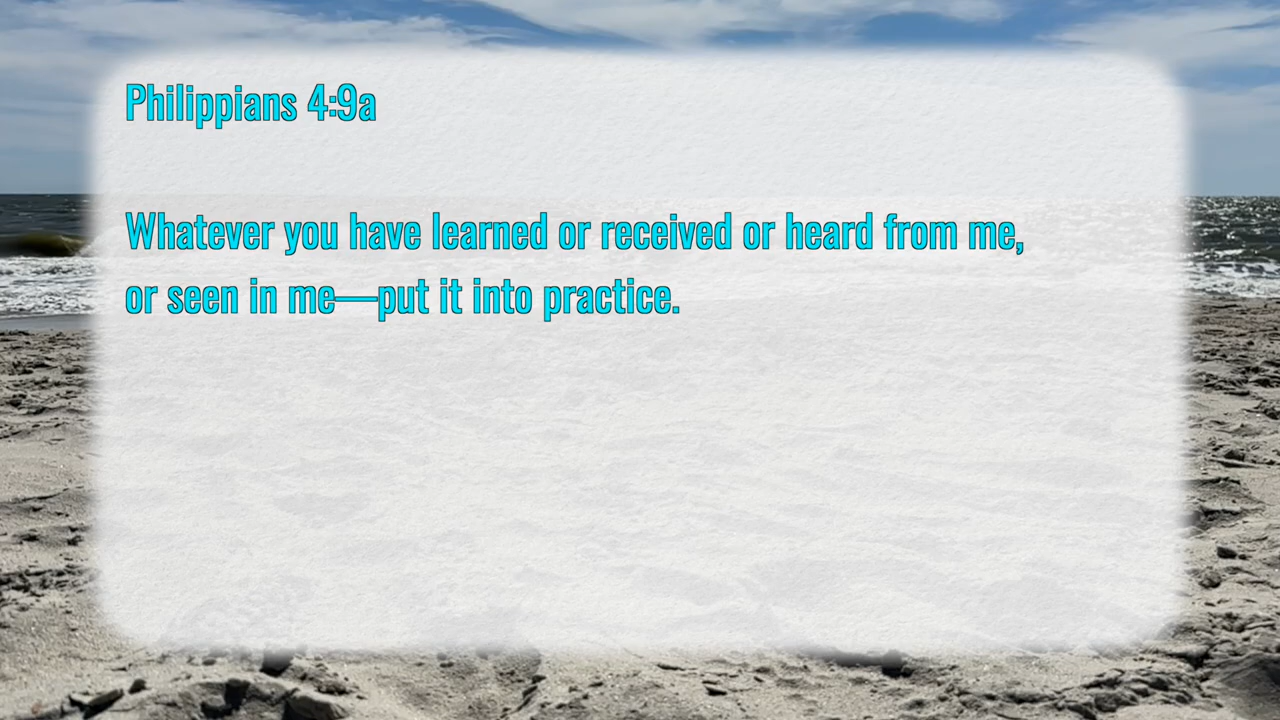 Philippians 4:9a
Whatever you have learned or received or heard from me,
or seen in me—put it into practice.